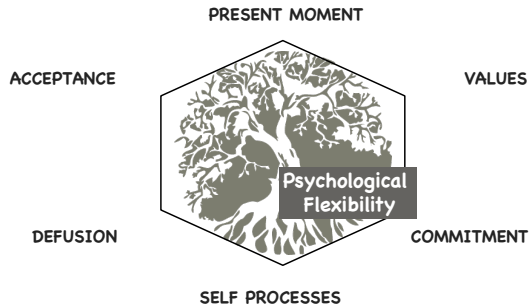 PRESENT MOMENT
ACCEPTANCE
VALUES
Psychological
Flexibility
DEFUSION
COMMITMENT
SELF PROCESSES